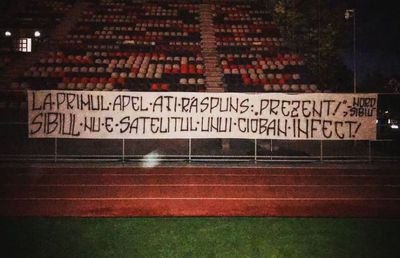 LA·PRIMUL·APEL·ATI·RASPUNS·„PREZENT!”
NORD
SIBIU
SIBIUL·NU·E·SATELITUL·UNUI·CIOBAN·INFECT!